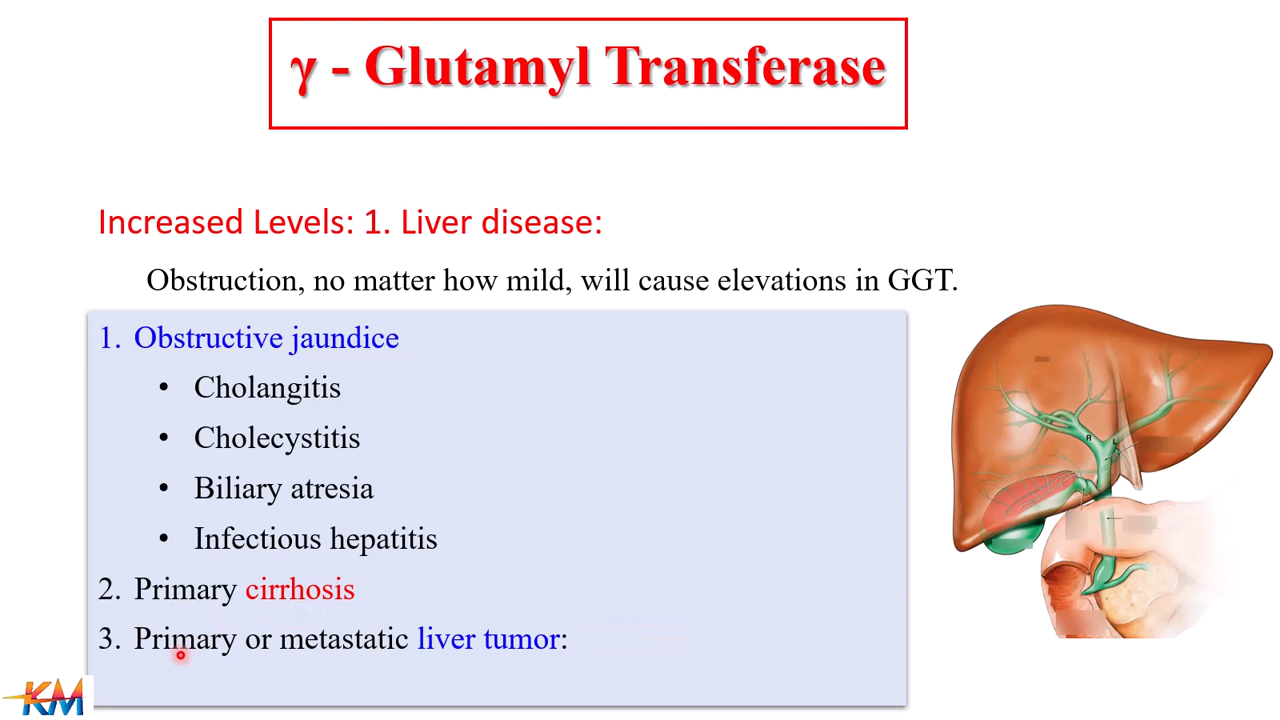 γ - Glutamyl Transferase
Increased Levels: 1. Liver disease:
Obstruction, no matter how mild, will cause elevations in GGT.
1. Obstructive jaundice
• Cholangitis
• Cholecystitis
• Biliary atresia
• Infectious hepatitis
2. Primary cirrhosis
3. Primary or metastatic liver tumor:
R
L
KM